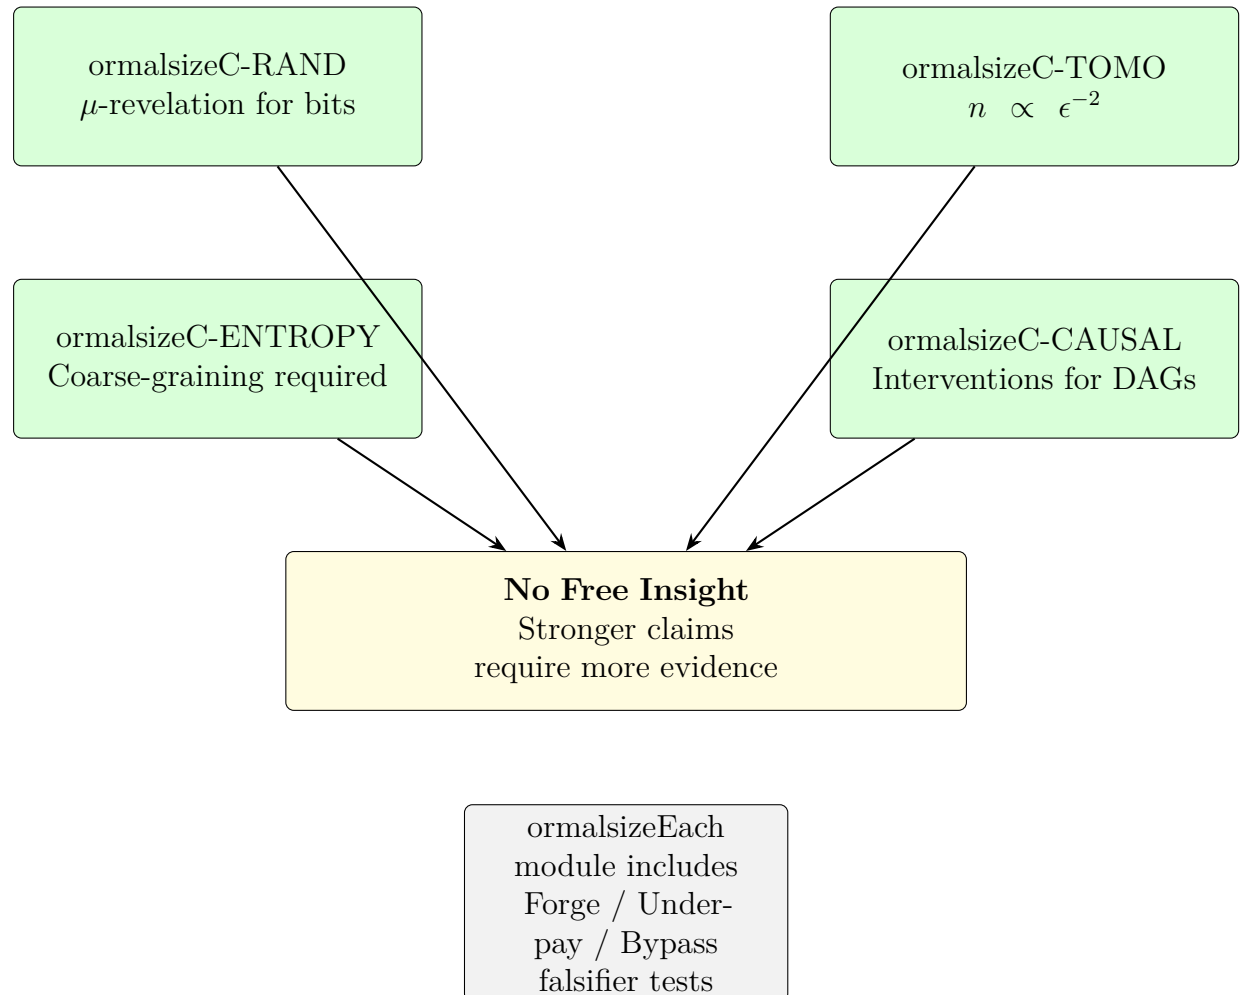 ormalsizeC-RAND
μ-revelation for bits
ormalsizeC-TOMO
n ∝ ϵ⁻²
ormalsizeC-ENTROPY
Coarse-graining required
ormalsizeC-CAUSAL
Interventions for DAGs
No Free Insight
Stronger claims
require more evidence
ormalsizeEach
module includes
Forge / Under-
pay / Bypass
falsifier tests